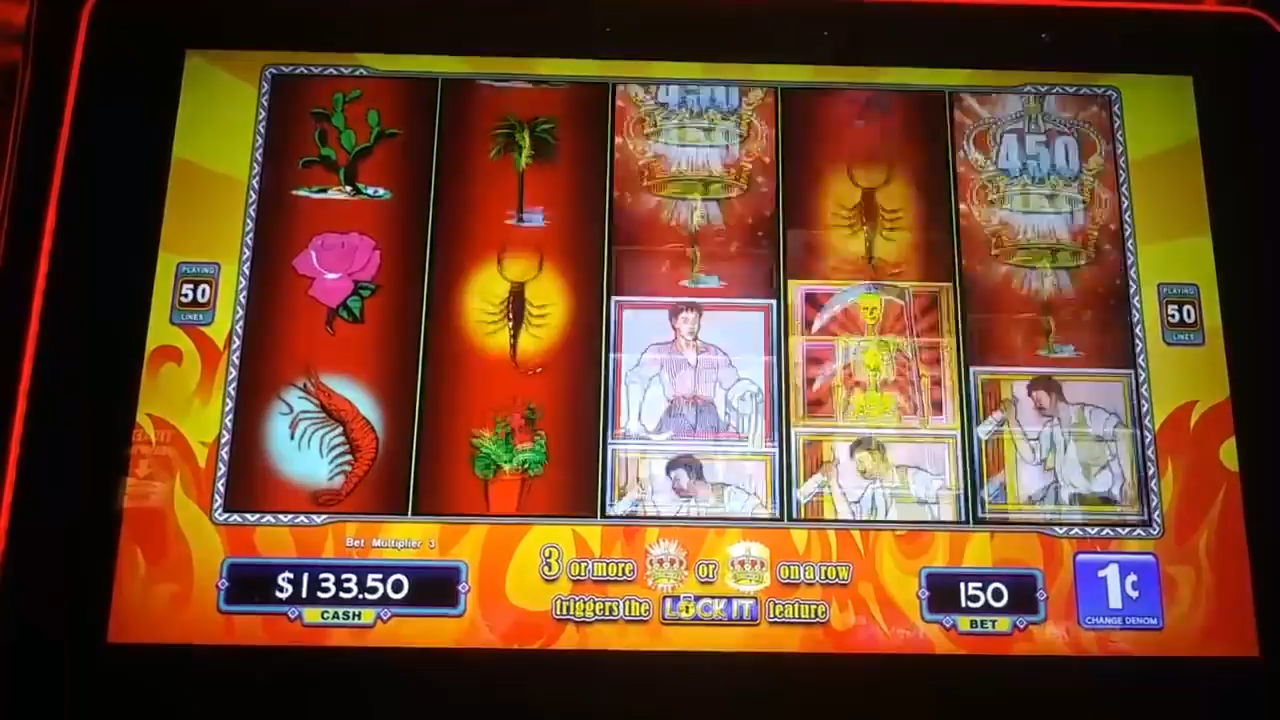 450
PLAYING
50
LINES
PLAYING
50
LINES
Bet Multiplier 3
$133.50
CASH
3 or more or on a row
triggers the LOCK IT feature
150
BET
1¢
CHANGE DENOM